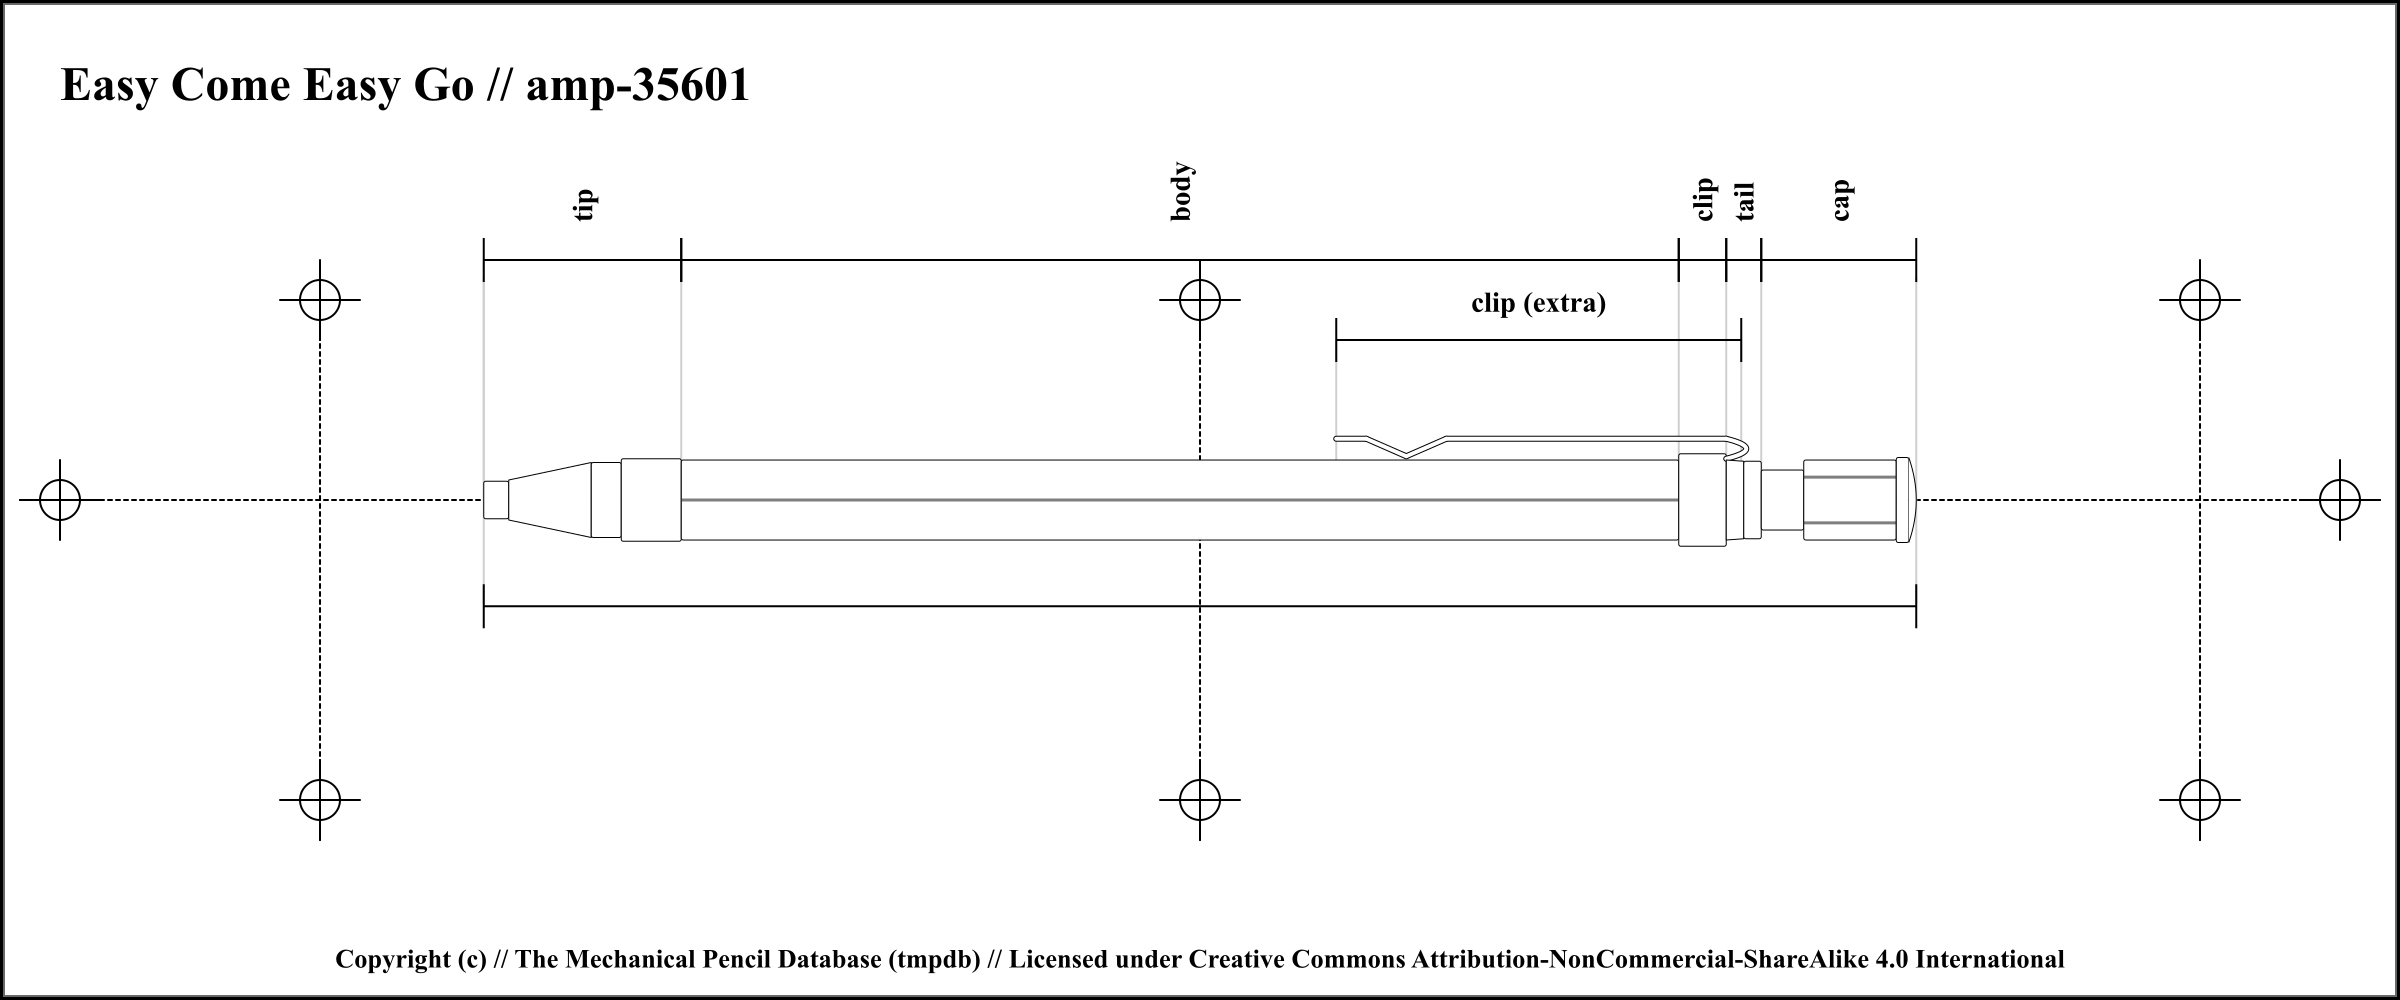 Easy Come Easy Go // amp-35601
tip
body
clip
tail
cap
clip (extra)
Copyright (c) // The Mechanical Pencil Database (tmpdb) // Licensed under Creative Commons Attribution-NonCommercial-ShareAlike 4.0 International